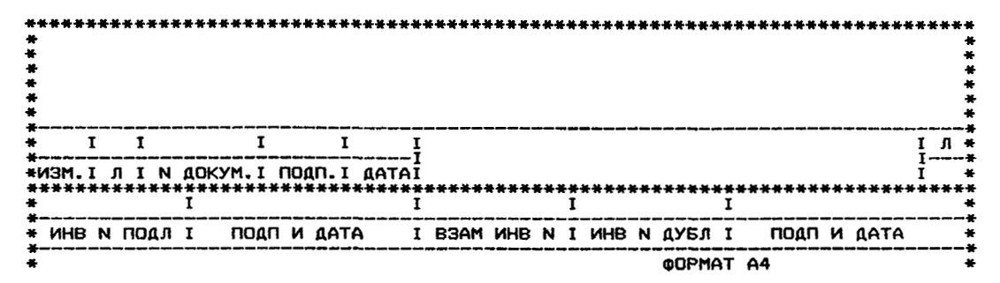 ********************************************************************************
* *
* *
* *
* *
* *
* *
*------------------------------------------------------------------------------*
* I I I I I I Л *
*-------------------------------I I----*
*ИЗМ.I Л I N ДОКУМ.I ПОДП.I ДАТАI I *
********************************************************************************
* I I I I *
*------------------------------------------------------------------------------*
* ИНВ N ПОДЛ I ПОДП И ДАТА I ВЗАМ ИНВ N I ИНВ N ДУБЛ I ПОДП И ДАТА *
*------------------------------------------------------------------------------*
* ФОРМАТ А4 *